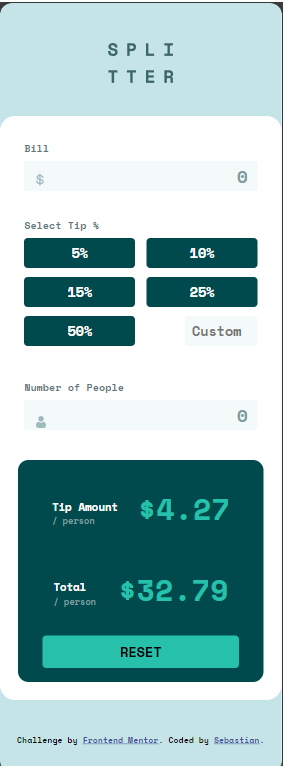 SPLI
TTER
Bill
$ 0
Select Tip %
5% 10%
15% 25%
50% Custom
Number of People
0
Tip Amount $4.27
/ person
Total $32.79
/ person
RESET
Challenge by Frontend Mentor. Coded by Sebastian.